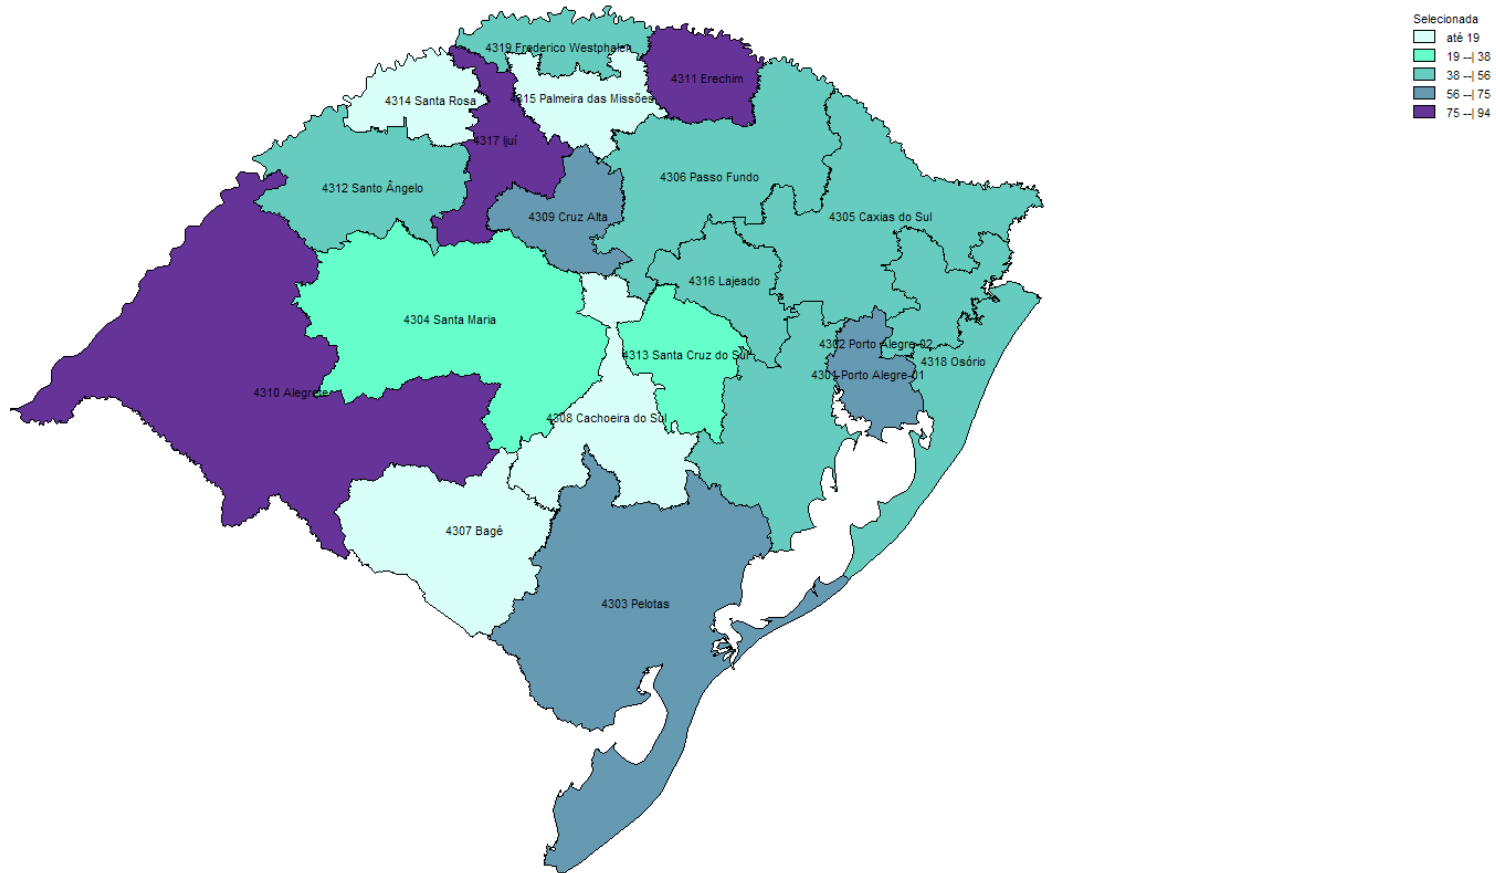 Selecionada
até 19
19 --| 38
38 --| 56
56 --| 75
75 --| 94
4319 Frederico Westphalen
4311 Erechim
4314 Santa Rosa
4315 Palmeira das Missões
4317 Ijuí
4306 Passo Fundo
4312 Santo Ângelo
4309 Cruz Alta
4305 Caxias do Sul
4316 Lajeado
4304 Santa Maria
4302 Porto Alegre-02
4313 Santa Cruz do Sul
4318 Osório
4301 Porto Alegre-01
4310 Alegrete
4308 Cachoeira do Sul
4307 Bagé
4303 Pelotas